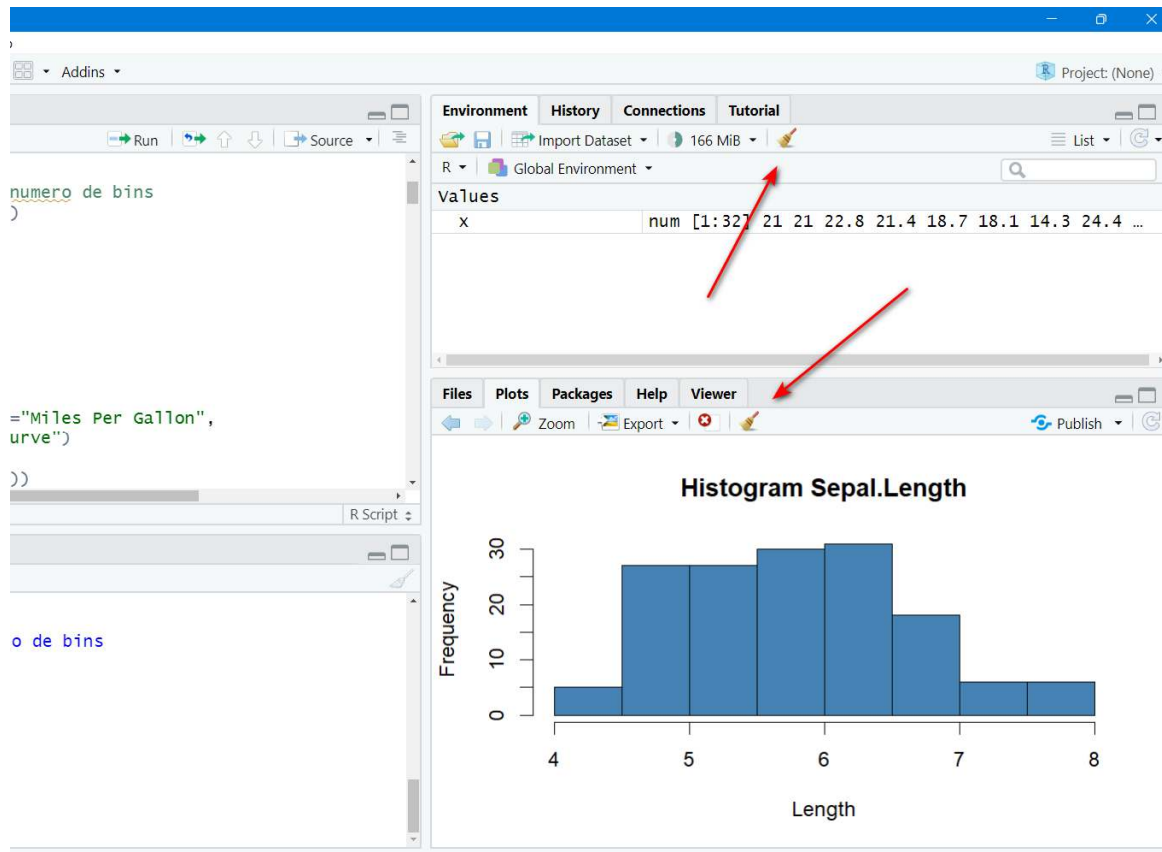 Addins
Project: (None)
Run
Source
numero de bins
)
="Miles Per Gallon",
urve")
))
R Script
o de bins
Environment History Connections Tutorial
Import Dataset 166 MiB List
R Global Environment
Values
x num [1:32] 21 21 22.8 21.4 18.7 18.1 14.3 24.4 …
Files Plots Packages Help Viewer
Zoom Export Publish
Histogram Sepal.Length
Frequency
30
20
10
0
4 5 6 7 8
Length